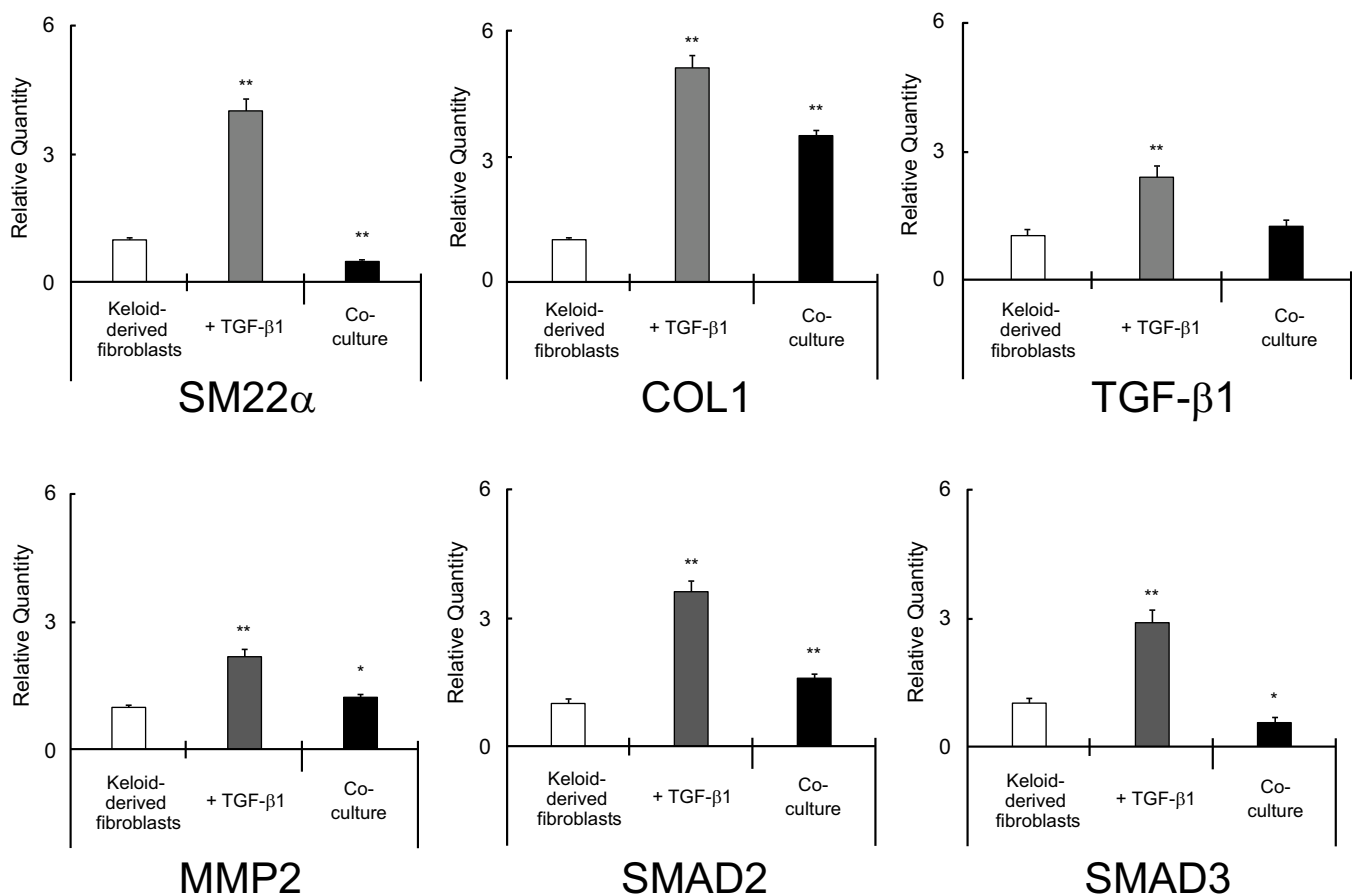 6
**
3
**
0
Relative Quantity
Keloid-
derived
fibroblasts
+ TGF-β1
Co-
culture
SM22α
6
**
**
3
0
Relative Quantity
Keloid-
derived
fibroblasts
+ TGF-β1
Co-
culture
COL1
6
3
**
0
Relative Quantity
Keloid-
derived
fibroblasts
+ TGF-β1
Co-
culture
TGF-β1
6
3
**
*
0
Relative Quantity
Keloid-
derived
fibroblasts
+ TGF-β1
Co-
culture
MMP2
6
**
3
**
0
Relative Quantity
Keloid-
derived
fibroblasts
+ TGF-β1
Co-
culture
SMAD2
6
**
3
*
0
Relative Quantity
Keloid-
derived
fibroblasts
+ TGF-β1
Co-
culture
SMAD3